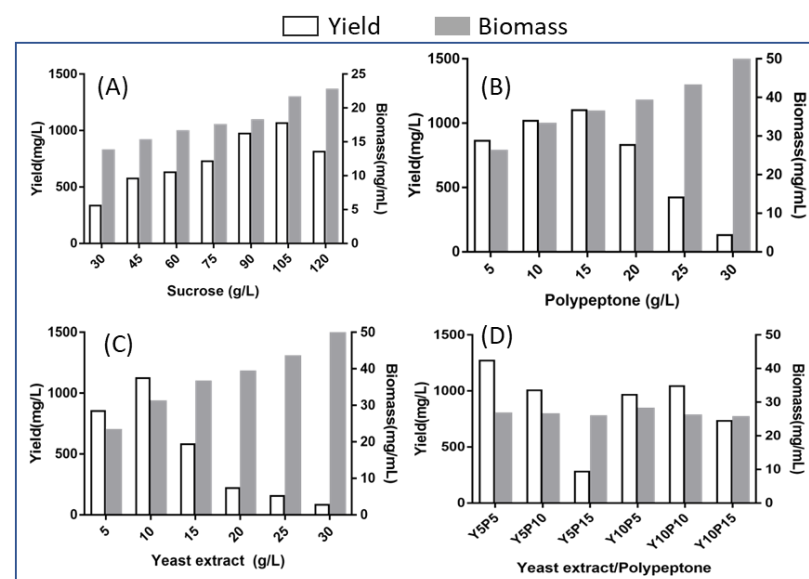 Yield Biomass
(A)
Yield(mg/L)
1500
1000
500
0
25
20
15
10
5
0
Biomass(mg/mL)
30 45 60 75 90 105 120
Sucrose (g/L)
(B)
Yield(mg/L)
1500
1000
500
0
50
40
30
20
10
0
Biomass(mg/mL)
5 10 15 20 25 30
Polypeptone (g/L)
(C)
Yield(mg/L)
1500
1000
500
0
50
40
30
20
10
0
Biomass(mg/mL)
5 10 15 20 25 30
Yeast extract (g/L)
(D)
Yield(mg/L)
1500
1000
500
0
50
40
30
20
10
0
Biomass(mg/mL)
Y5P5 Y5P10 Y5P15 Y10P5 Y10P10 Y10P15
Yeast extract/Polypeptone